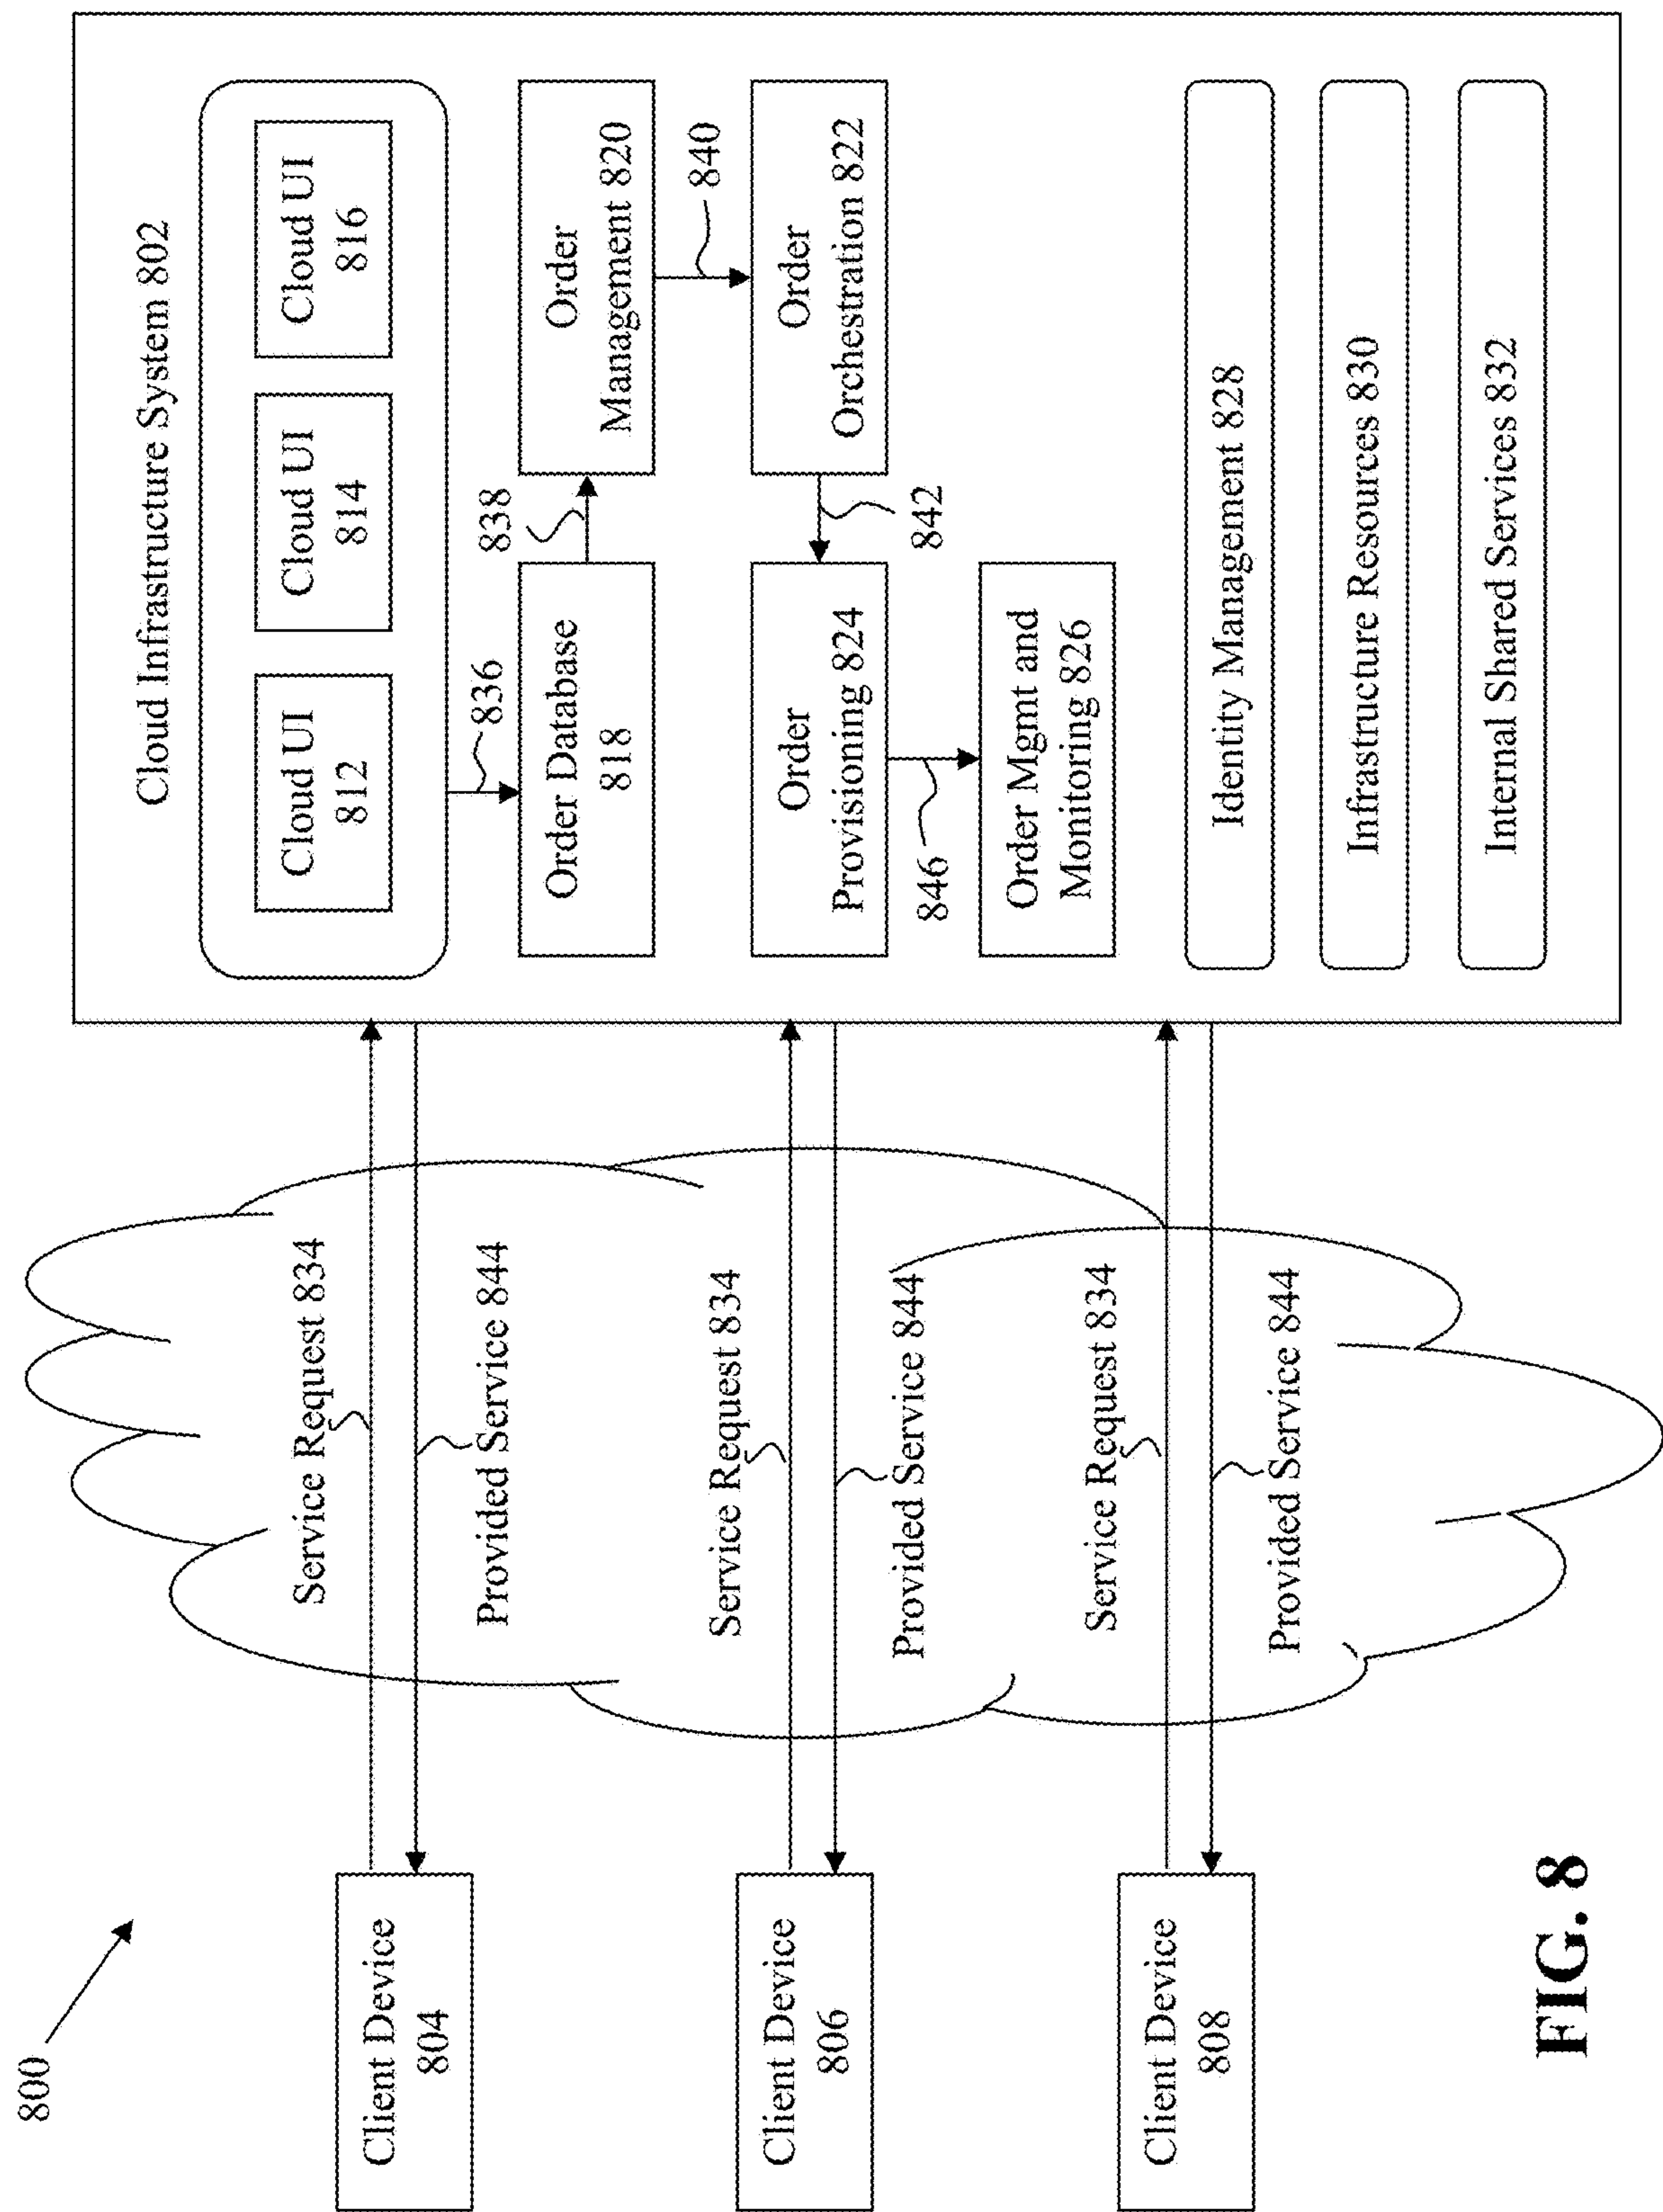 800
Cloud Infrastructure System 802
Cloud UI
812
Cloud UI
814
Cloud UI
816
836
Order Database
818
838
Order
Management 820
840
Order
Orchestration 822
842
Order
Provisioning 824
846
Order Mgmt and
Monitoring 826
Identity Management 828
Infrastructure Resources 830
Internal Shared Services 832
Service Request 834
Provided Service 844
Service Request 834
Provided Service 844
Service Request 834
Provided Service 844
Client Device
804
Client Device
806
Client Device
808
FIG. 8